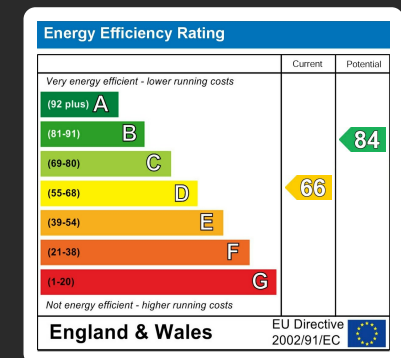 Energy Efficiency Rating
Current Potential
Very energy efficient - lower running costs
(92 plus) A
(81-91) B
84
(69-80) C
(55-68) D
66
(39-54) E
(21-38) F
(1-20) G
Not energy efficient - higher running costs
England & Wales
EU Directive
2002/91/EC